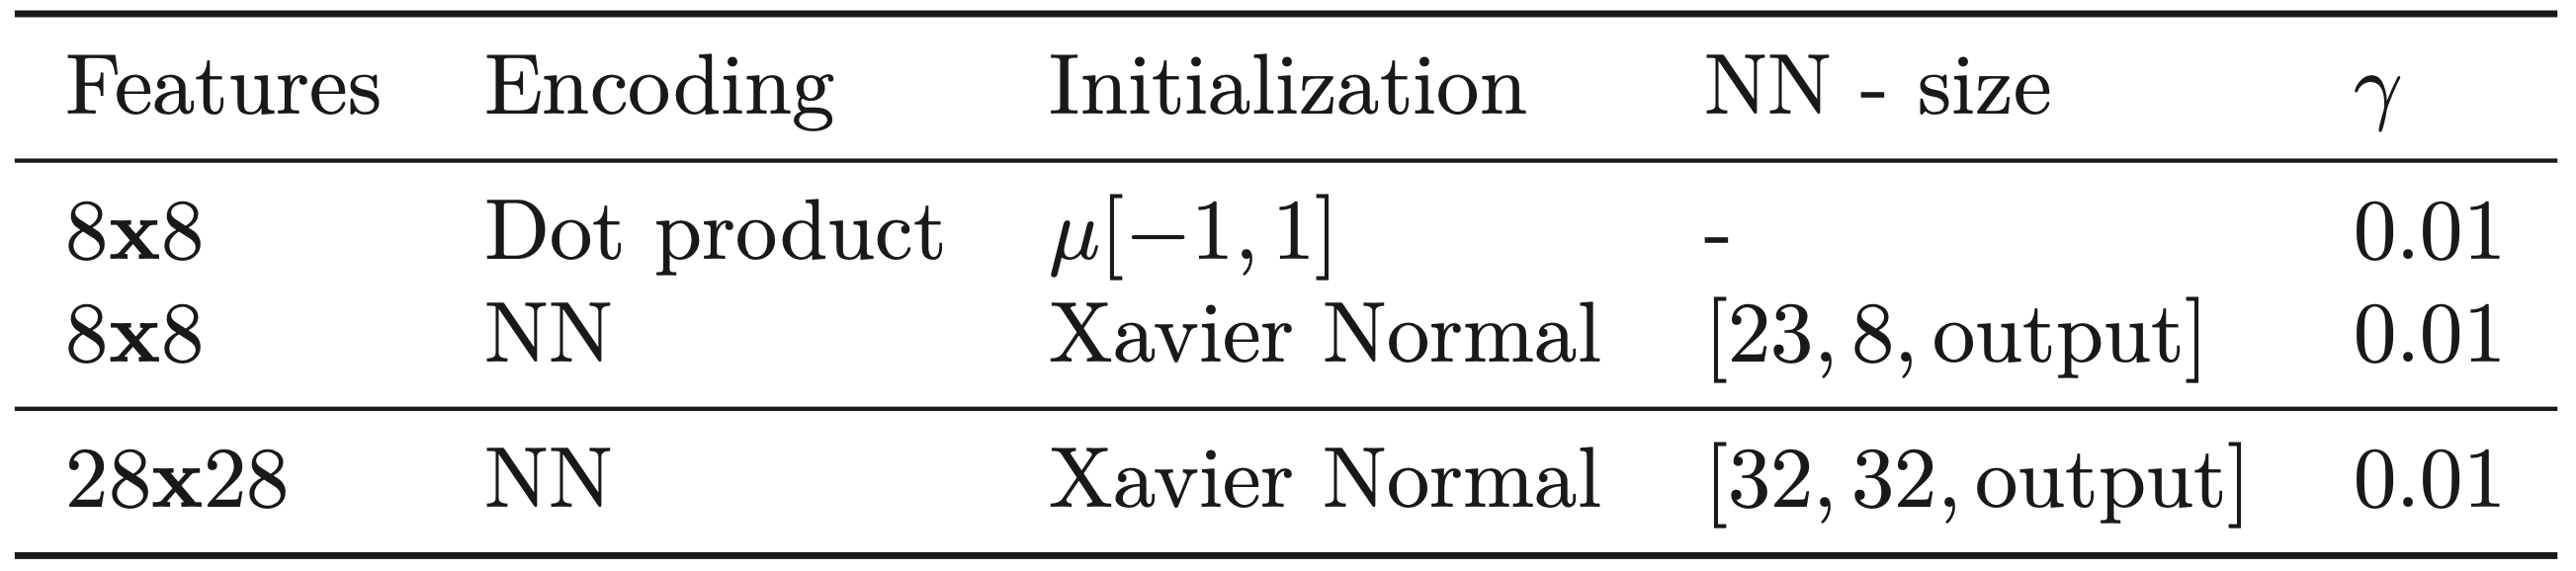 Features Encoding Initialization NN - size γ
8x8 Dot product μ[−1, 1] - 0.01
8x8 NN Xavier Normal [23, 8, output] 0.01
28x28 NN Xavier Normal [32, 32, output] 0.01